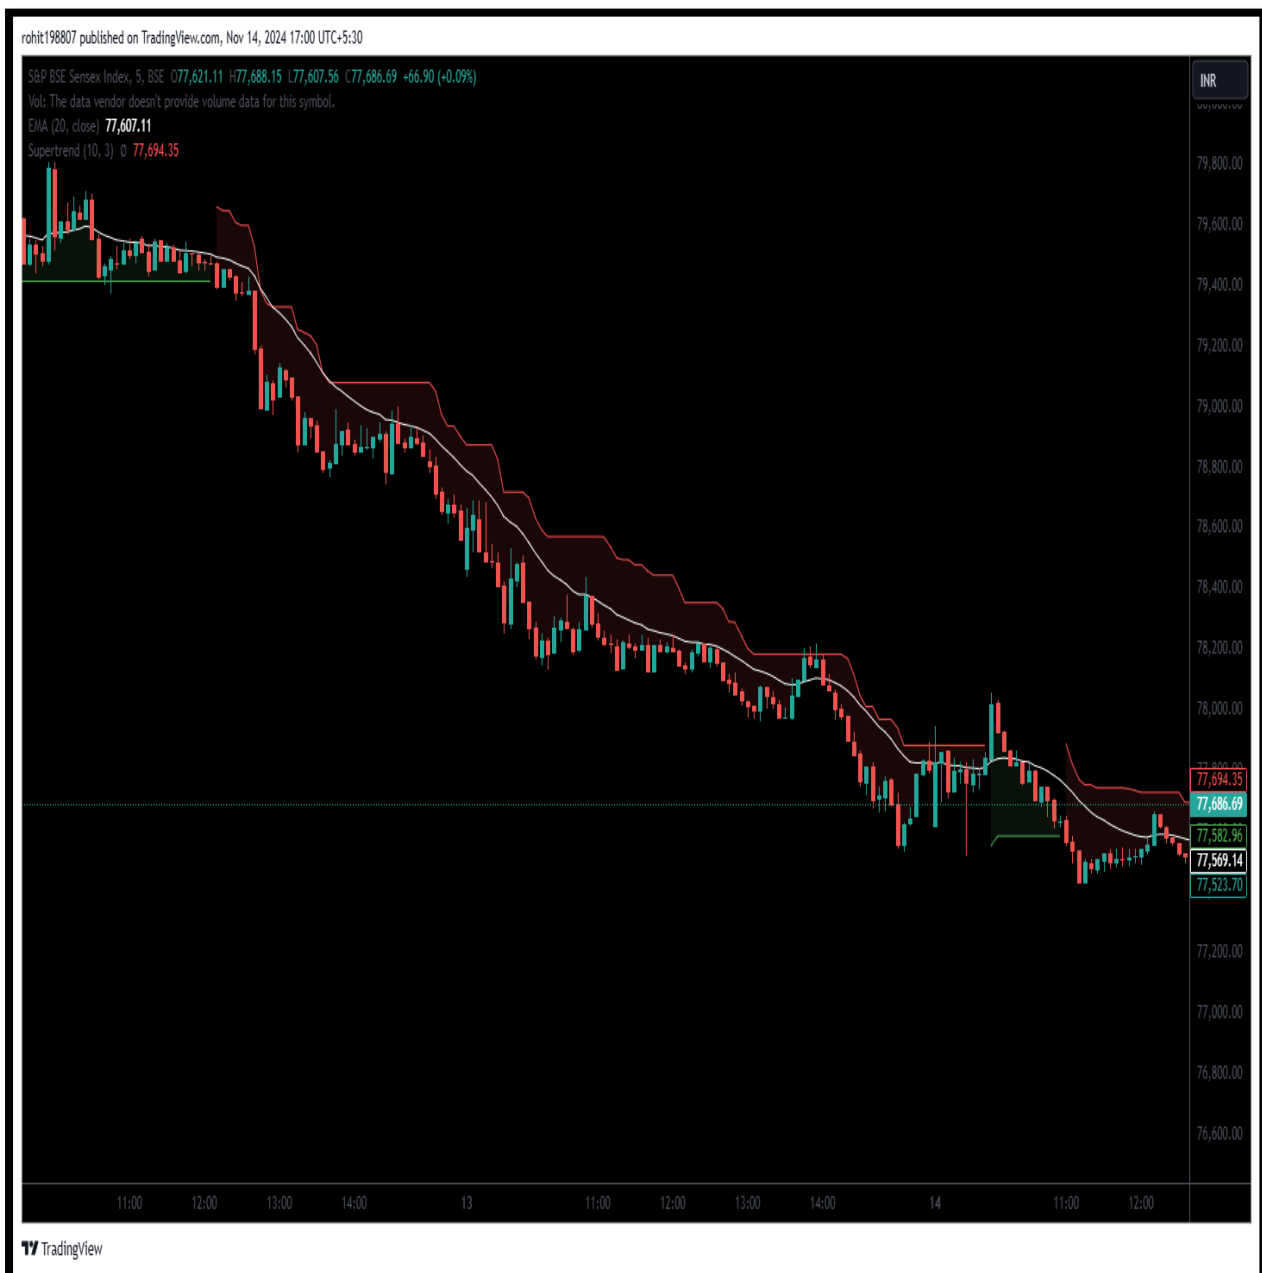 rohit198807 published on TradingView.com, Nov 14, 2024 17:00 UTC+5:30
S&P BSE Sensex Index, 5, BSE O77,621.11 H77,688.15 L77,607.56 C77,686.69 +66.90 (+0.09%)
INR
Vol: The data vendor doesn't provide volume data for this symbol.
EMA (20, close) 77,607.11
Supertrend (10, 3) ∅ 77,694.35
79,800.00
79,600.00
79,400.00
79,200.00
79,000.00
78,800.00
78,600.00
78,400.00
78,200.00
78,000.00
77,694.35
77,686.69
77,582.96
77,569.14
77,523.70
77,200.00
77,000.00
76,800.00
76,600.00
11:00 12:00 13:00 14:00 13 11:00 12:00 13:00 14:00 14 11:00 12:00
TradingView